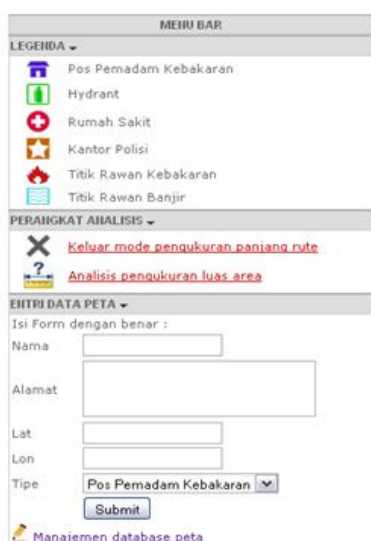 MENU BAR
LEGENDA
Pos Pemadam Kebakaran
Hydrant
Rumah Sakit
Kantor Polisi
Titik Rawan Kebakaran
Titik Rawan Banjir
PERANGKAT ANALISIS
Keluar mode pengukuran panjang rute
?
Analisis pengukuran luas area
ENTRI DATA PETA
Isi Form dengan benar :
Nama
Alamat
Lat
Lon
Tipe Pos Pemadam Kebakaran
Submit
Manajemen database peta